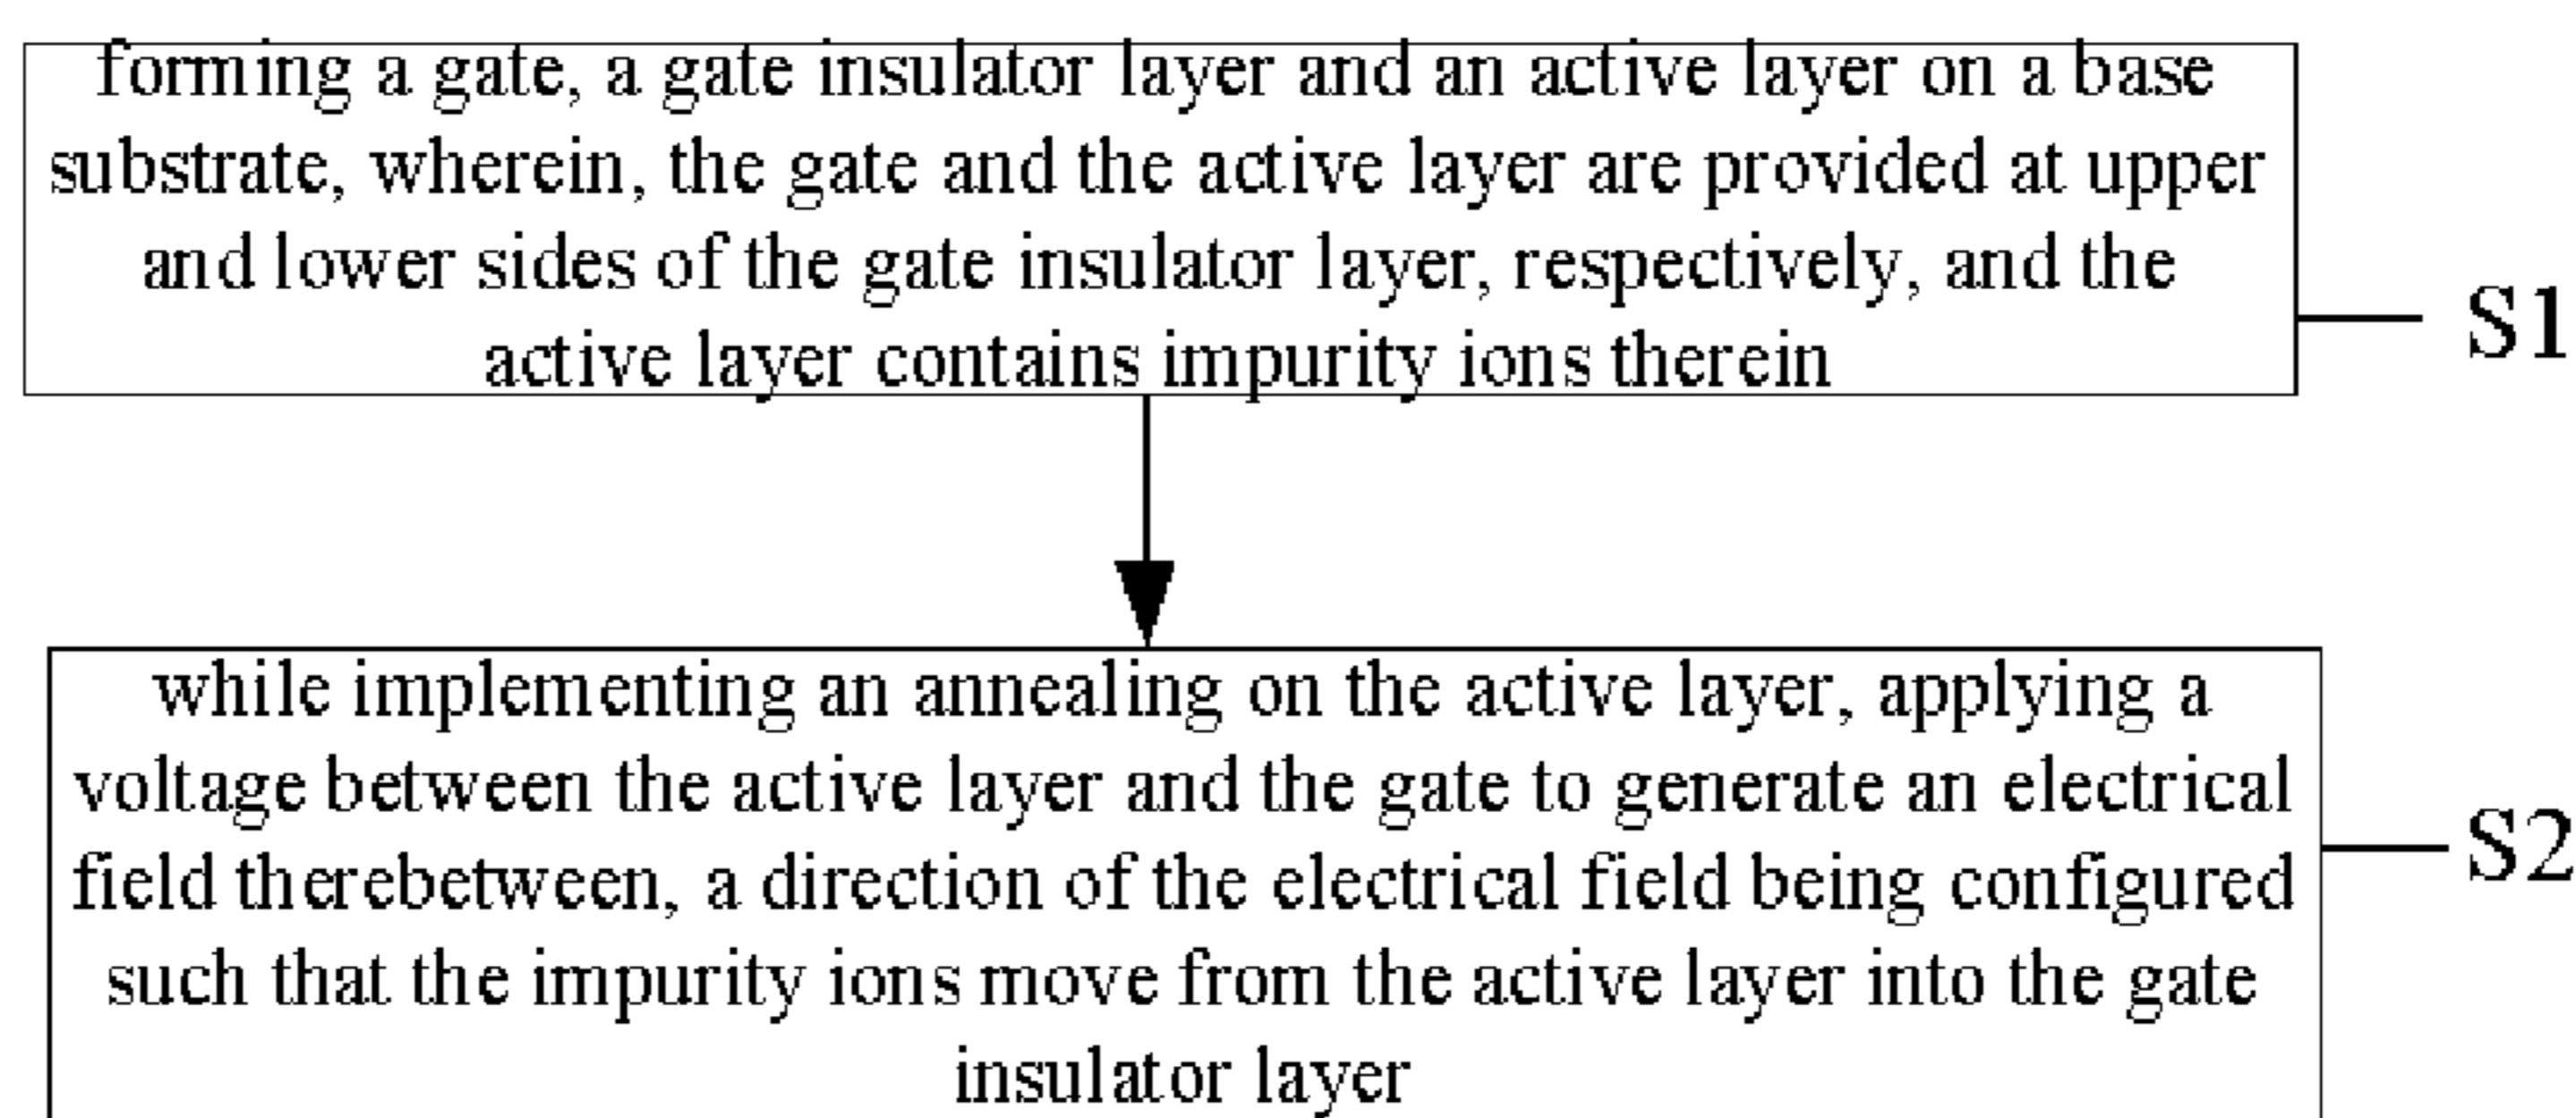 forming a gate, a gate insulator layer and an active layer on a base
substrate, wherein, the gate and the active layer are provided at upper
and lower sides of the gate insulator layer, respectively, and the
active layer contains impurity ions therein
S1
while implementing an annealing on the active layer, applying a
voltage between the active layer and the gate to generate an electrical
field therebetween, a direction of the electrical field being configured
such that the impurity ions move from the active layer into the gate
insulator layer
S2